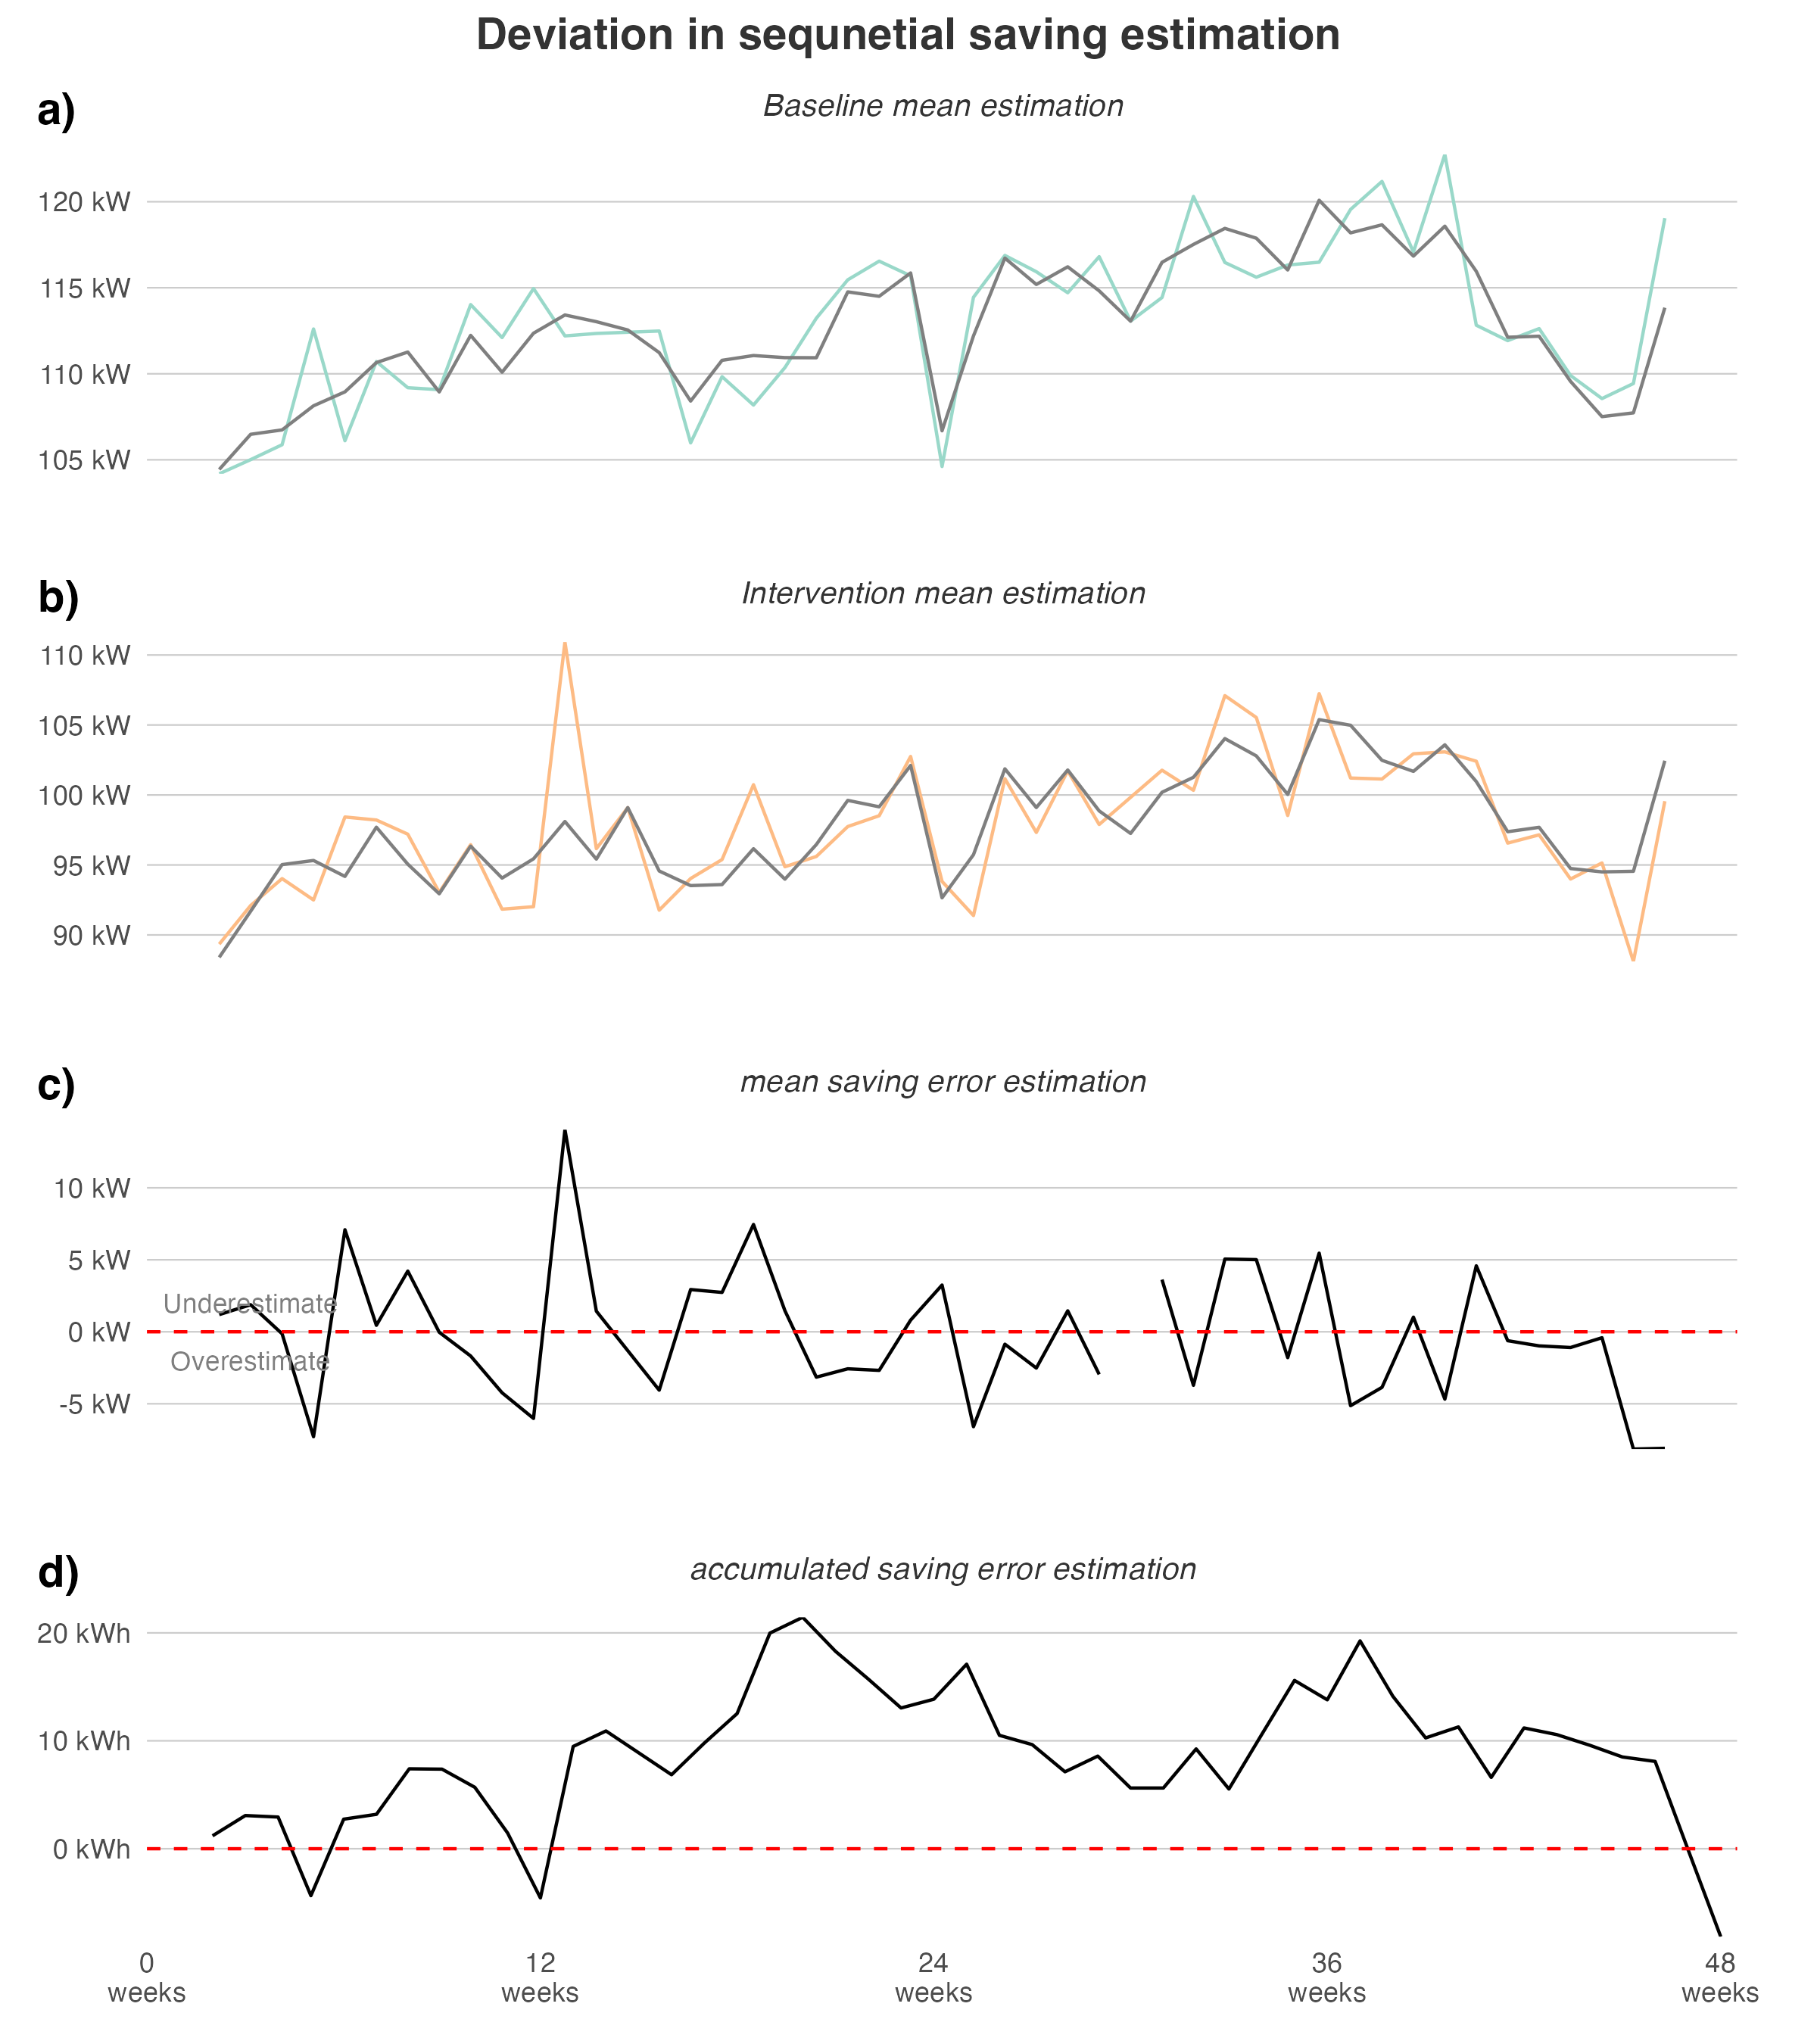 Deviation in sequnetial saving estimation
a)
Baseline mean estimation
120 kW
115 kW
110 kW
105 kW
b)
Intervention mean estimation
110 kW
105 kW
100 kW
95 kW
90 kW
c)
mean saving error estimation
10 kW
5 kW
Underestimate
0 kW
Overestimate
-5 kW
d)
accumulated saving error estimation
20 kWh
10 kWh
0 kWh
0 12 24 36 48
weeks weeks weeks weeks weeks